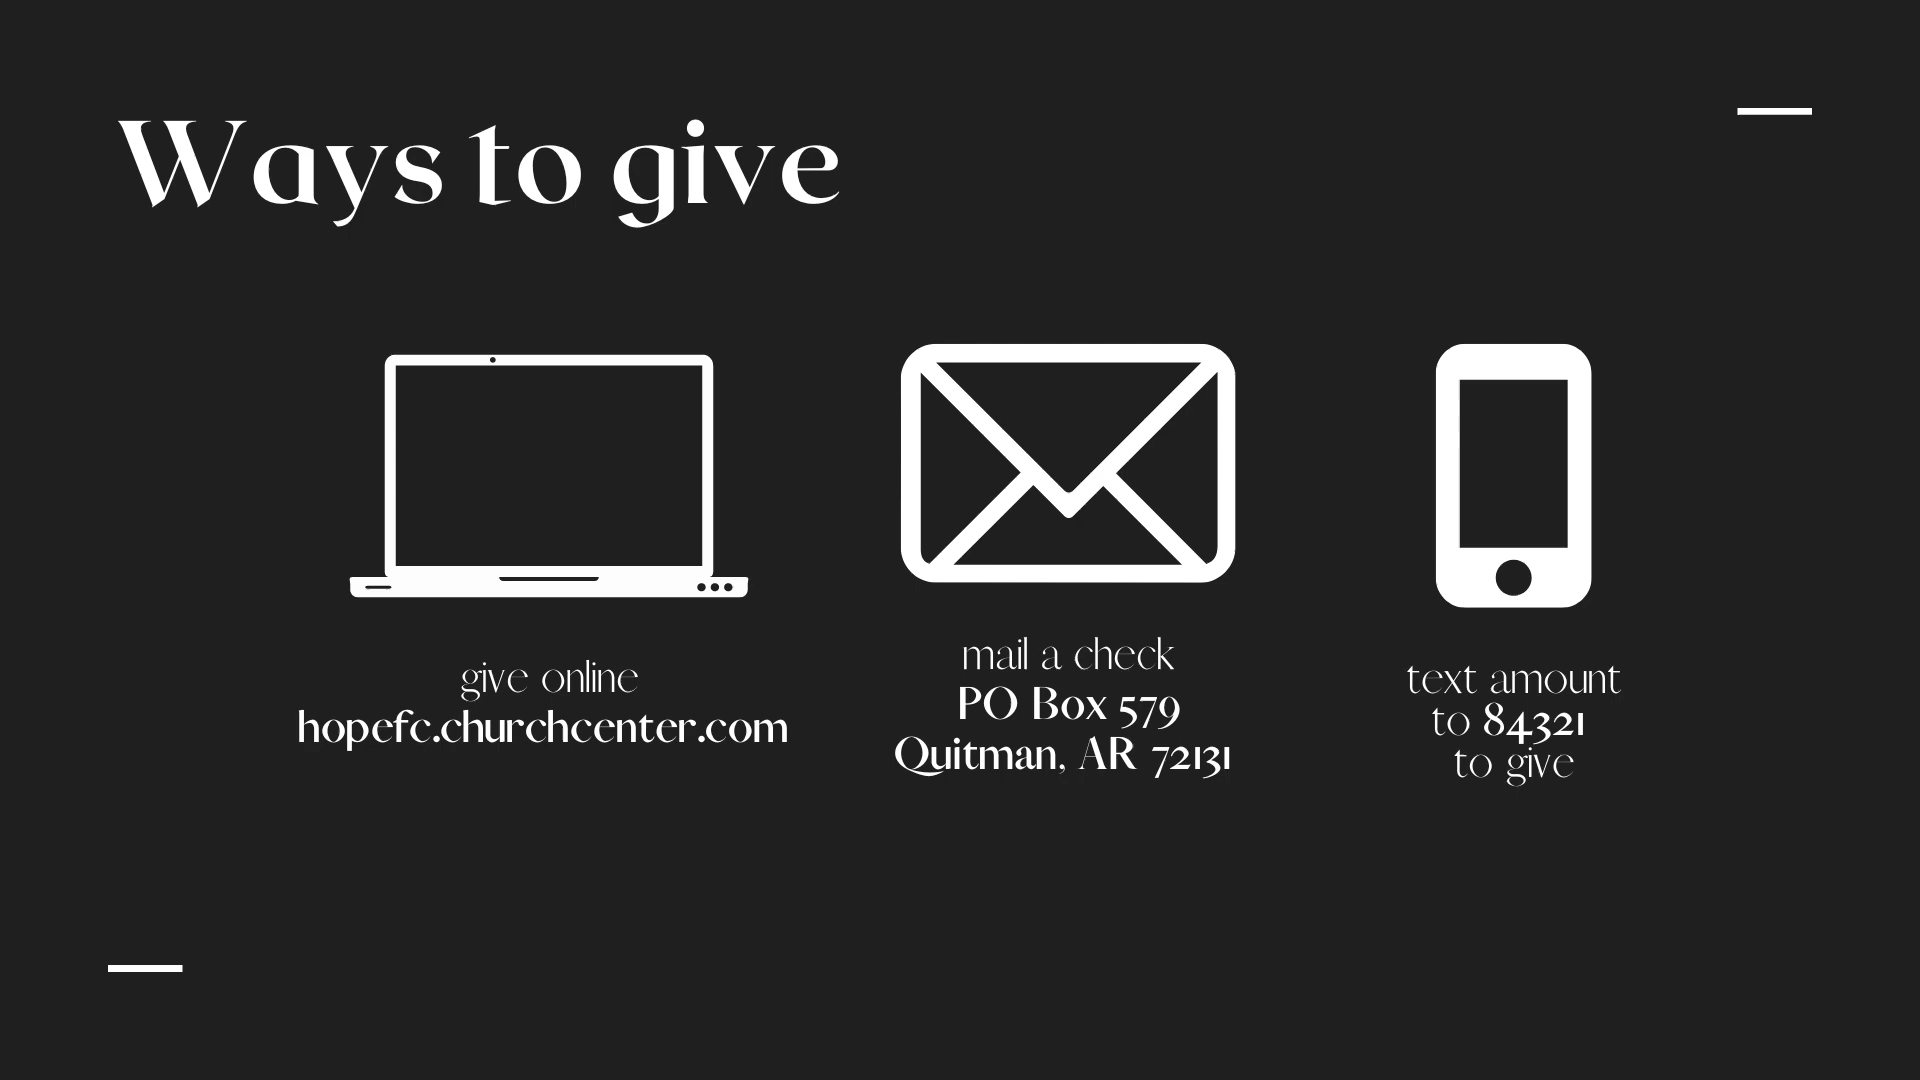 Ways to give
give online
hopefc.churchcenter.com
mail a check
PO Box 579
Quitman, AR 72131
text amount
to 84321
to give